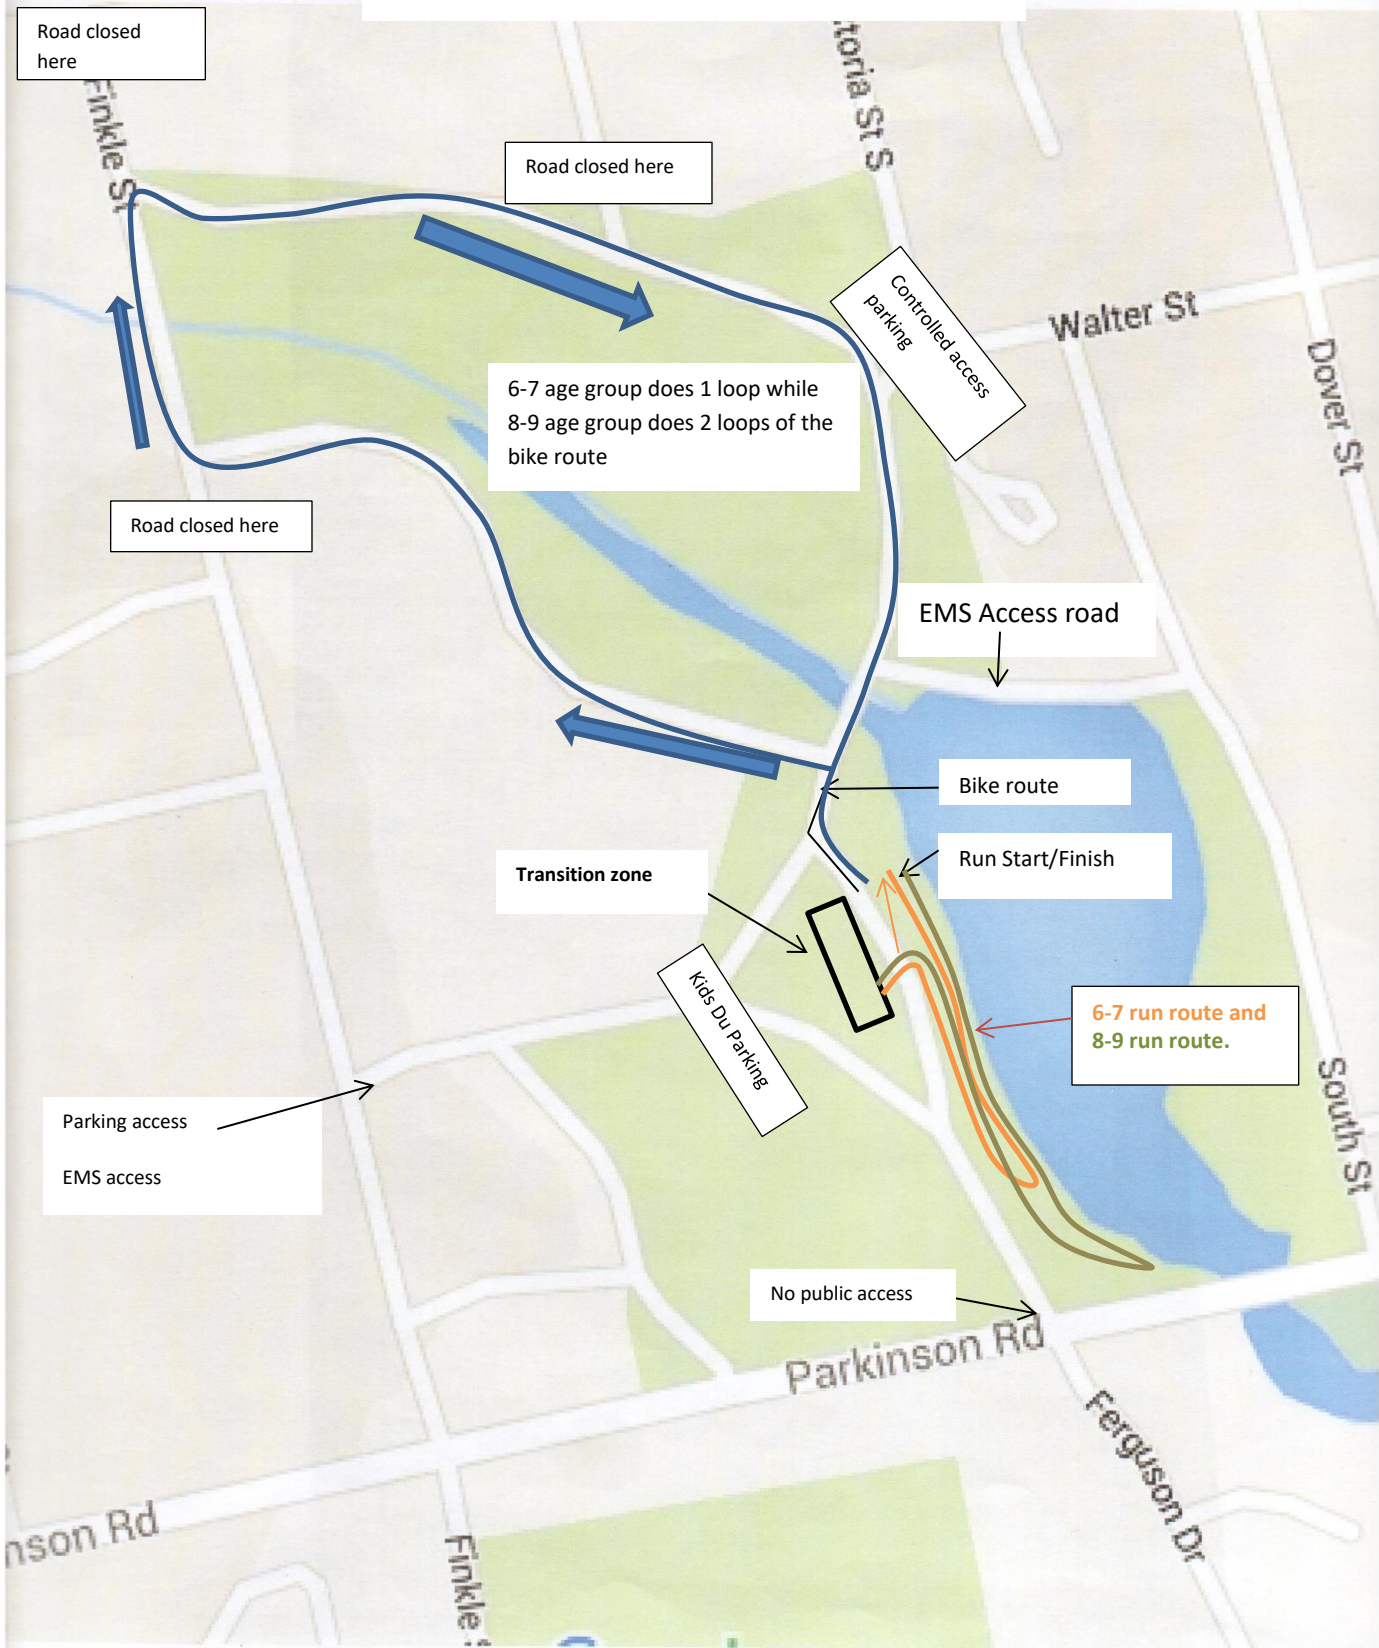 Road closed
here
Finkle St
toria St S
Road closed here
Controlled access
parking
Walter St
Dover St
6-7 age group does 1 loop while
8-9 age group does 2 loops of the
bike route
Road closed here
EMS Access road
Bike route
Run Start/Finish
Transition zone
Kids Du Parking
6-7 run route and
8-9 run route.
South St
Parking access
EMS access
No public access
Parkinson Rd
Ferguson Dr
nson Rd
Finkle